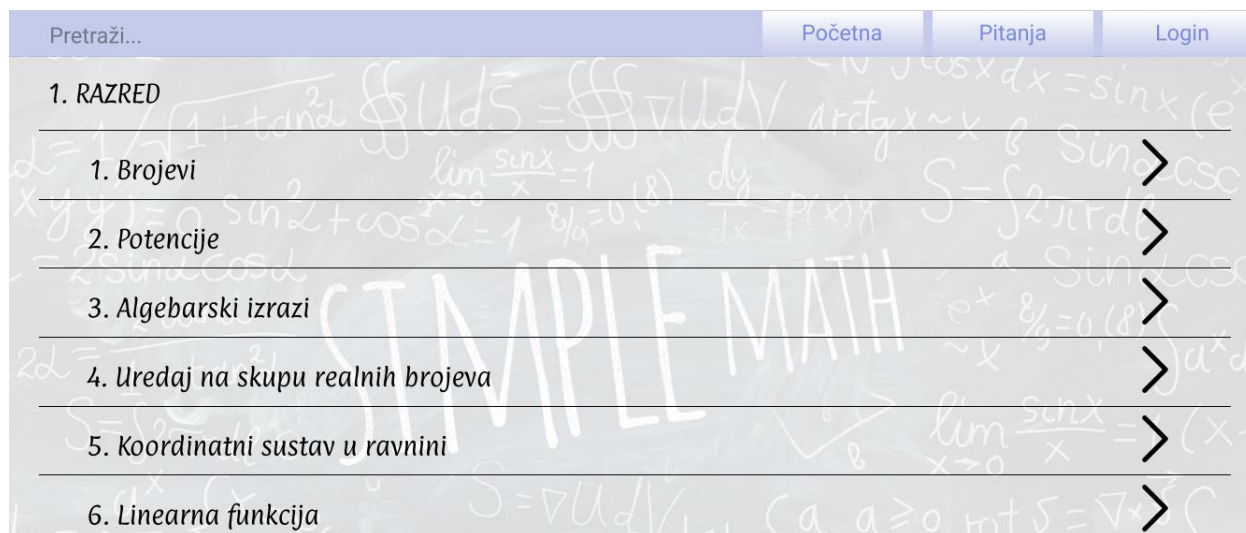 Pretraži...
Početna
Pitanja
Login
1. RAZRED
1. Brojevi
2. Potencije
3. Algebarski izrazi
4. Uredaj na skupu realnih brojeva
5. Koordinatni sustav u ravnini
6. Linearna funkcija
SIMPLE MATH